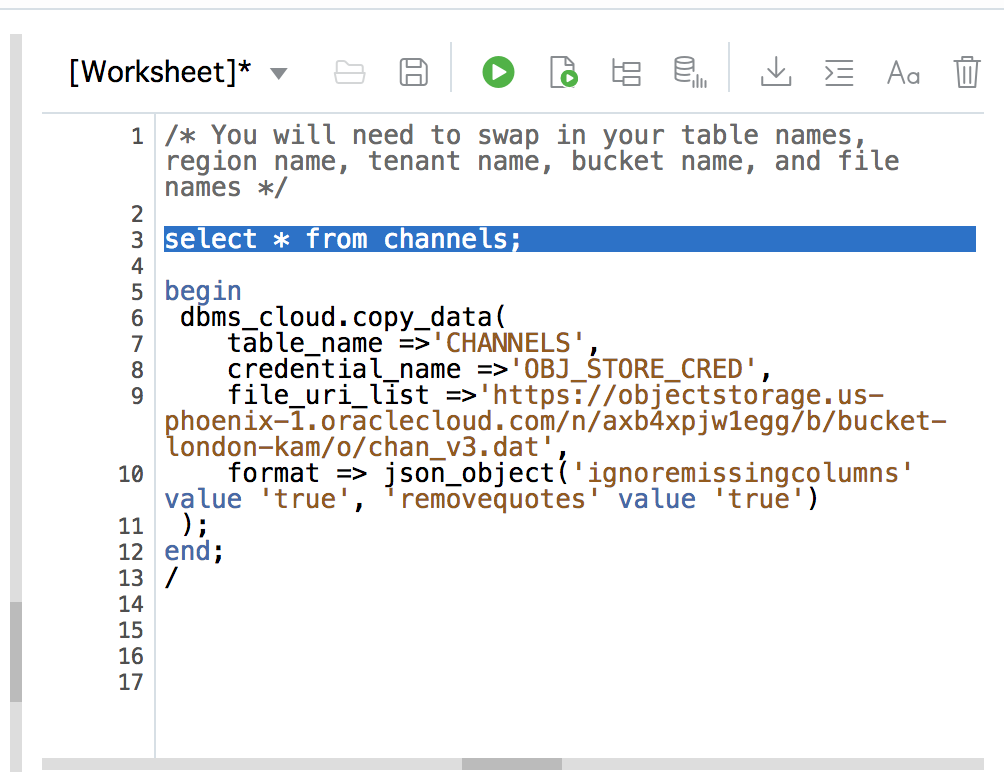 [Worksheet]*
Aa
1 /* You will need to swap in your table names,
region name, tenant name, bucket name, and file
names */
2
3 select * from channels;
4
5 begin
6 dbms_cloud.copy_data(
7 table_name =>'CHANNELS',
8 credential_name =>'OBJ_STORE_CRED',
9 file_uri_list =>'https://objectstorage.us-
phoenix-1.oraclecloud.com/n/axb4xpjw1egg/b/bucket-
london-kam/o/chan_v3.dat',
10 format => json_object('ignoremissingcolumns'
value 'true', 'removequotes' value 'true')
11 );
12 end;
13 /
14
15
16
17